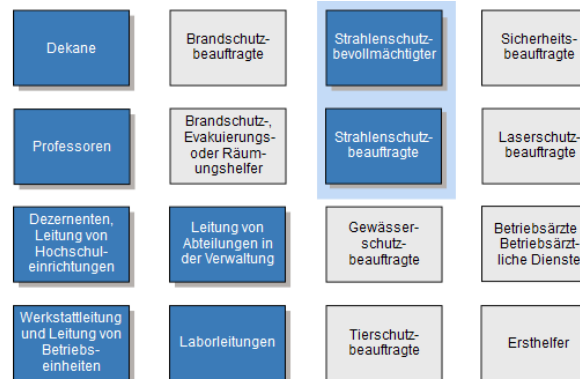 Dekane
Brandschutz-
beauftragte
Strahlenschutz-
bevollmächtigter
Sicherheits-
beauftragte
Professoren
Brandschutz-,
Evakuierungs-
oder Räum-
ungshelfer
Strahlenschutz-
beauftragte
Laserschutz-
beauftragte
Dezernenten,
Leitung von
Hochschul-
einrichtungen
Leitung von
Abteilungen in
der Verwaltung
Gewässer-
schutz-
beauftragte
Betriebsärzte
Betriebsärzt-
liche Dienste
Werkstattleitung
und Leitung von
Betriebs-
einheiten
Laborleitungen
Tierschutz-
beauftragte
Ersthelfer